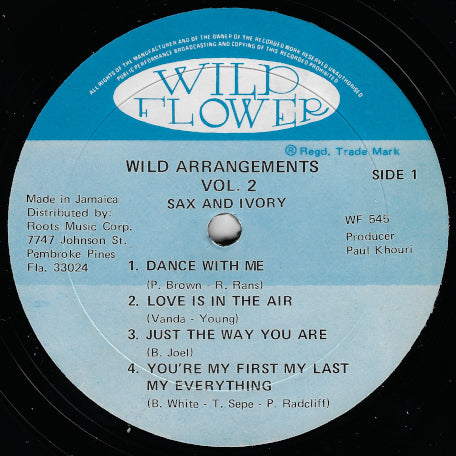 ALL RIGHTS OF THE MANUFACTURER AND OF THE OWNER OF THE RECORDED WORK RESERVED UNAUTHORISED
PUBLIC PERFORMANCE BROADCASTING AND COPYING OF THIS RECORD PROHIBITED
WILD
FLOWER
® Regd. Trade Mark
WILD ARRANGEMENTS
VOL. 2
SIDE 1
SAX AND IVORY
Made in Jamaica
Distributed by:
Roots Music Corp.
7747 Johnson St.
Pembroke Pines
Fla. 33024
WF 545
Producer
Paul Khouri
1. DANCE WITH ME
(P. Brown - R. Rans)
2. LOVE IS IN THE AIR
(Vanda - Young)
3. JUST THE WAY YOU ARE
(B. Joel)
4. YOU'RE MY FIRST MY LAST
MY EVERYTHING
(B. White - T. Sepe - P. Radcliff)